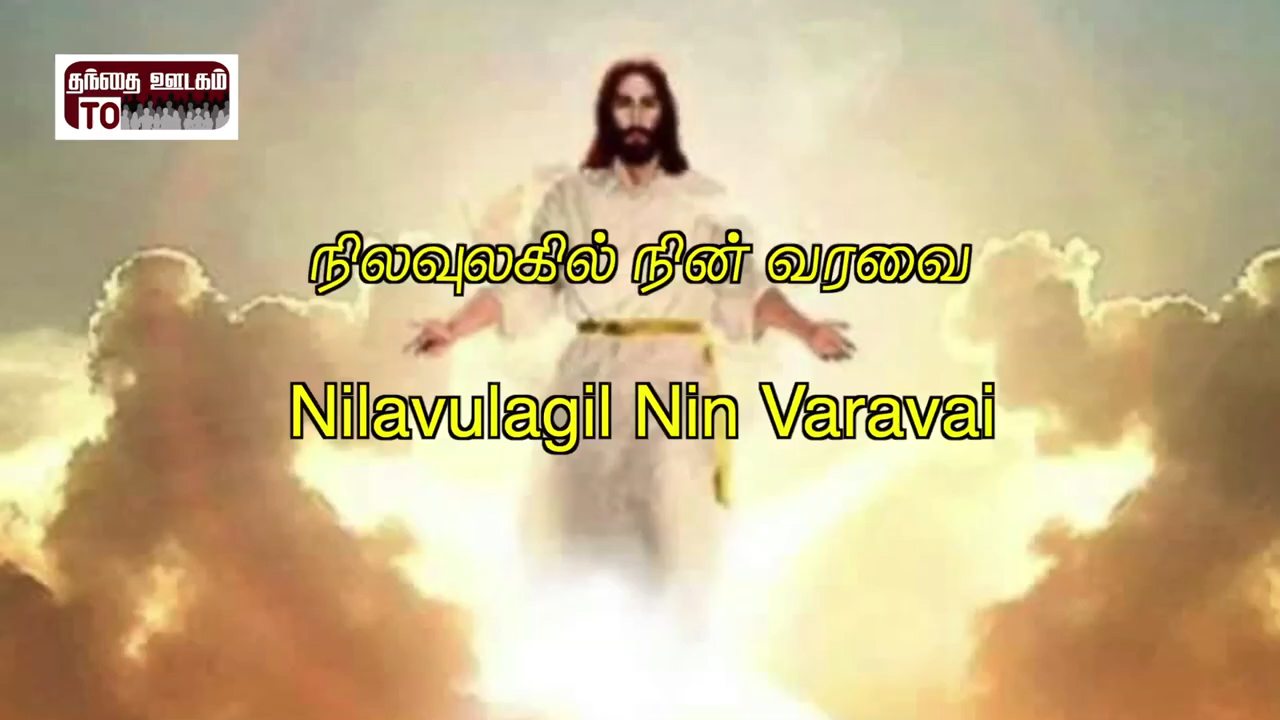 தந்தை ஊடகம்
TO
நிலவுலகில் நின் வரவை
Nilavulagil Nin Varavai